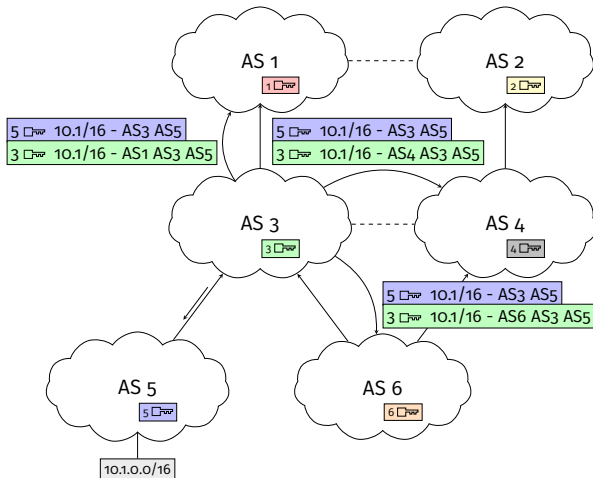 AS 1
1
AS 2
2
5 10.1/16 - AS3 AS5
3 10.1/16 - AS1 AS3 AS5
5 10.1/16 - AS3 AS5
3 10.1/16 - AS4 AS3 AS5
AS 3
3
AS 4
4
5 10.1/16 - AS3 AS5
3 10.1/16 - AS6 AS3 AS5
AS 5
5
AS 6
6
10.1.0.0/16